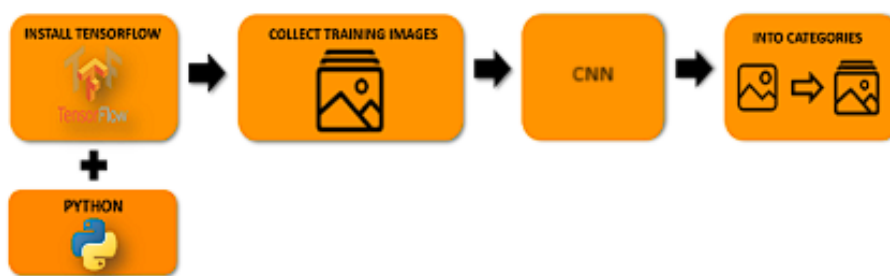 INSTALL TENSORFLOW
TensorFlow
COLLECT TRAINING IMAGES
CNN
INTO CATEGORIES
PYTHON